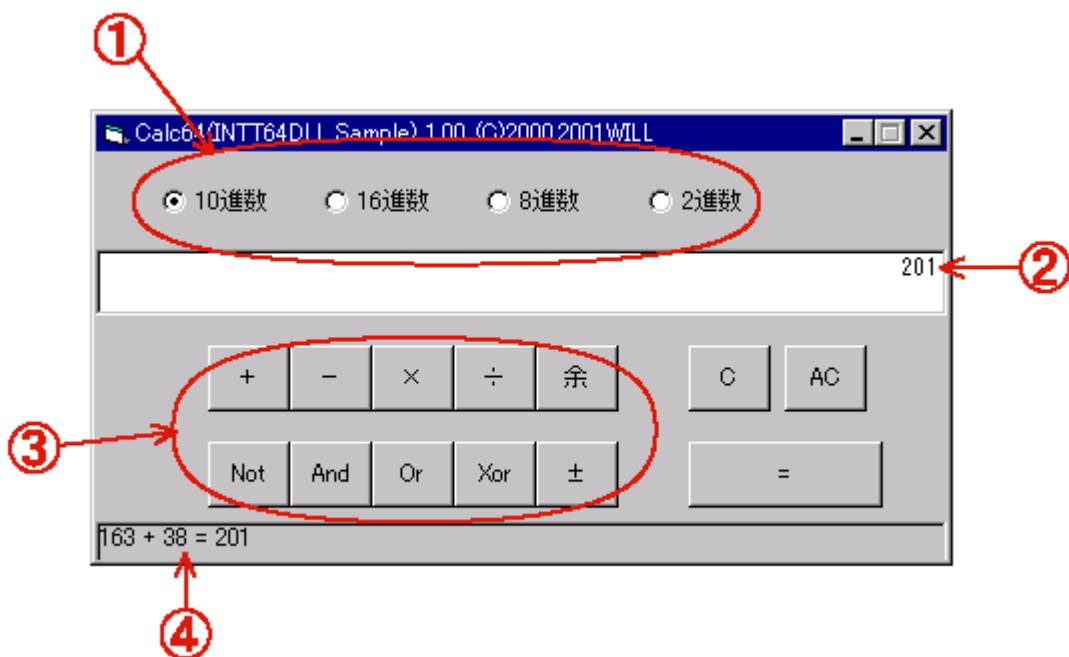 ①
Calc64(INTT64DLL Sample) 1.00 (C)2000,2001WILL
10進数 16進数 8進数 2進数
201
②
+ − × ÷ 余 C AC
③
Not And Or Xor ± =
163 + 38 = 201
④